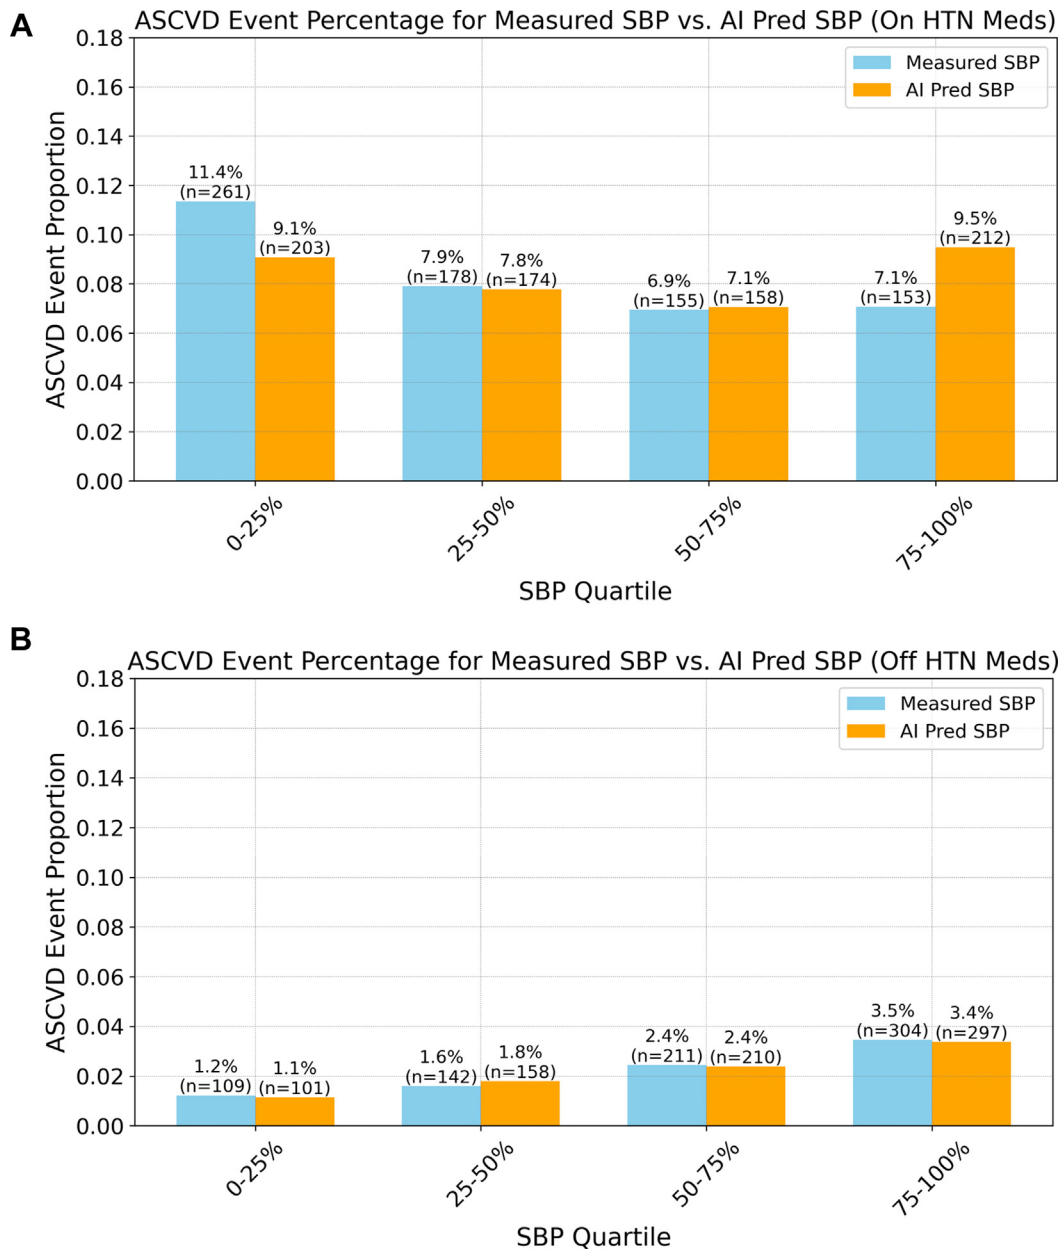 A
ASCVD Event Percentage for Measured SBP vs. AI Pred SBP (On HTN Meds)
Measured SBP
AI Pred SBP
ASCVD Event Proportion
0.18
0.16
0.14
0.12
0.10
0.08
0.06
0.04
0.02
0.00
11.4%
(n=261)
9.1%
(n=203)
7.9%
(n=178)
7.8%
(n=174)
6.9%
(n=155)
7.1%
(n=158)
7.1%
(n=153)
9.5%
(n=212)
0-25%
25-50%
50-75%
75-100%
SBP Quartile
B
ASCVD Event Percentage for Measured SBP vs. AI Pred SBP (Off HTN Meds)
Measured SBP
AI Pred SBP
ASCVD Event Proportion
0.18
0.16
0.14
0.12
0.10
0.08
0.06
0.04
0.02
0.00
1.2%
(n=109)
1.1%
(n=101)
1.6%
(n=142)
1.8%
(n=158)
2.4%
(n=211)
2.4%
(n=210)
3.5%
(n=304)
3.4%
(n=297)
0-25%
25-50%
50-75%
75-100%
SBP Quartile